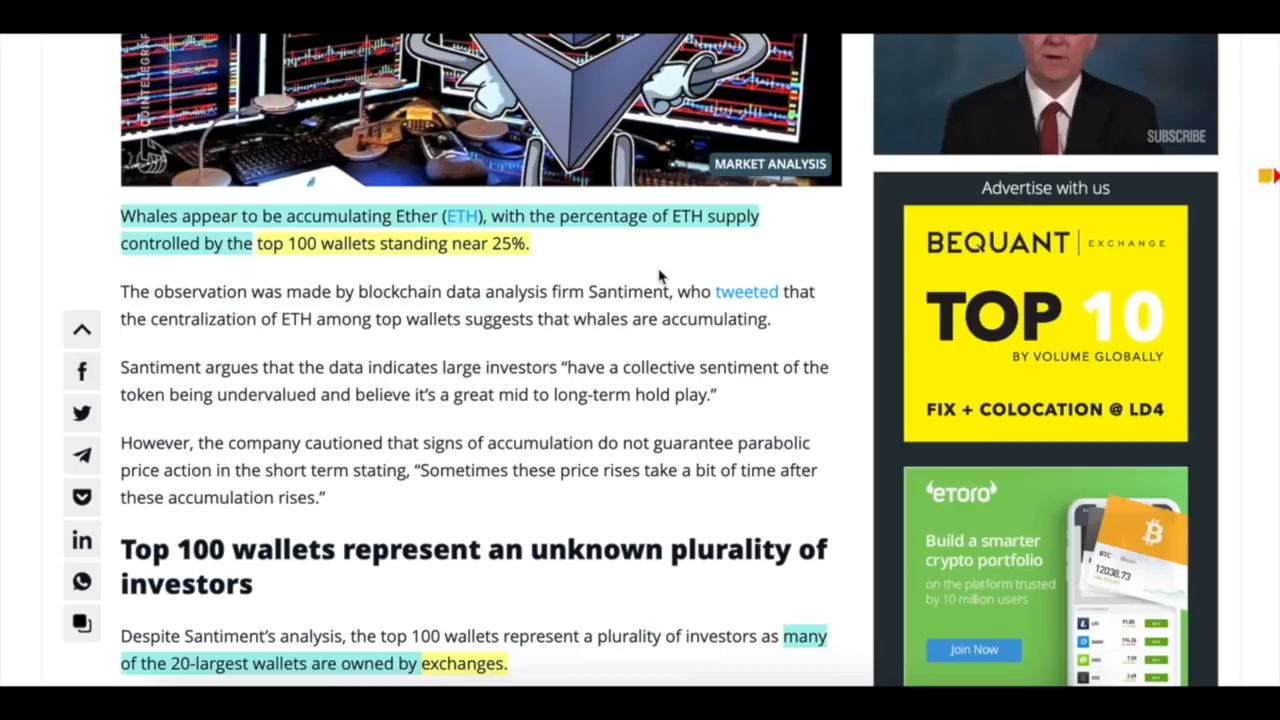 COINTELEGRAPH
MARKET ANALYSIS
Whales appear to be accumulating Ether (ETH), with the percentage of ETH supply
controlled by the top 100 wallets standing near 25%.
The observation was made by blockchain data analysis firm Santiment, who tweeted that
the centralization of ETH among top wallets suggests that whales are accumulating.
Santiment argues that the data indicates large investors “have a collective sentiment of the
token being undervalued and believe it’s a great mid to long-term hold play.”
However, the company cautioned that signs of accumulation do not guarantee parabolic
price action in the short term stating, “Sometimes these price rises take a bit of time after
these accumulation rises.”
Top 100 wallets represent an unknown plurality of
investors
Despite Santiment’s analysis, the top 100 wallets represent a plurality of investors as many
of the 20-largest wallets are owned by exchanges.
SUBSCRIBE
Advertise with us
BEQUANT | EXCHANGE
TOP 10
BY VOLUME GLOBALLY
FIX + COLOCATION @ LD4
eToro
Build a smarter
crypto portfolio
on the platform trusted
by 10 million users
Join Now
BTC
12038.73
LTC
DASH
NEO
EOS